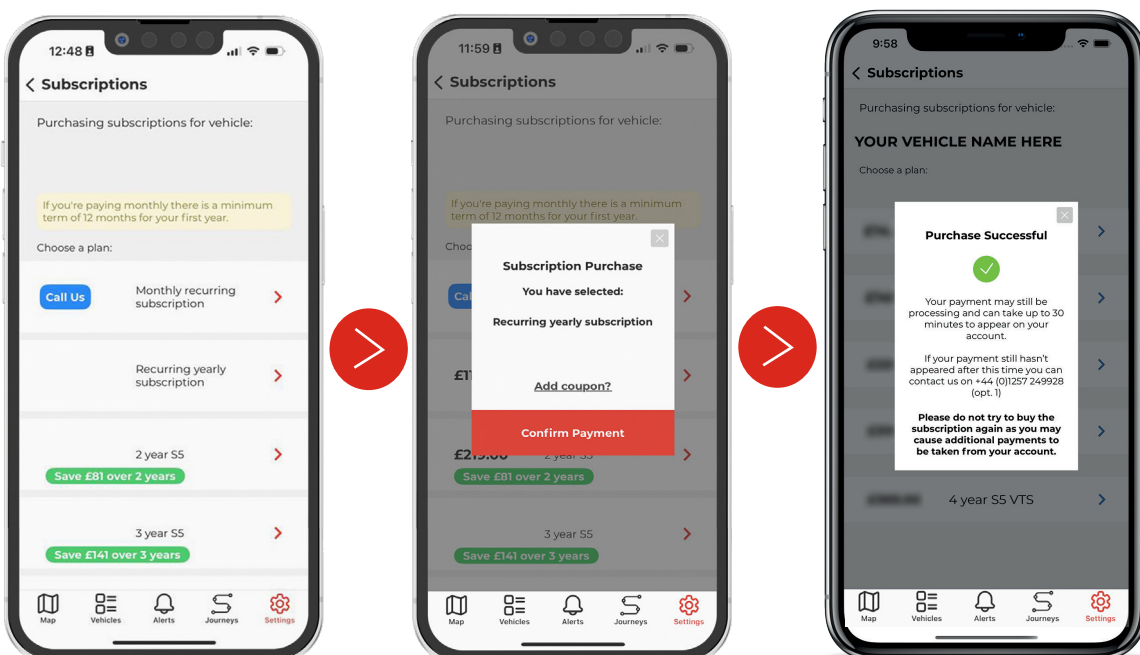 12:48
Subscriptions
Purchasing subscriptions for vehicle:
If you're paying monthly there is a minimum
term of 12 months for your first year.
Choose a plan:
Call Us
Monthly recurring
subscription
Recurring yearly
subscription
2 year S5
Save £81 over 2 years
3 year S5
Save £141 over 3 years
Map
Vehicles
Alerts
Journeys
Settings
11:59
Subscriptions
Purchasing subscriptions for vehicle:
If you're paying monthly there is a minimum
term of 12 months for your first year.
Choo
Subscription Purchase
You have selected:
Cal
Recurring yearly subscription
£11
Add coupon?
Confirm Payment
2 year S5
Save £81 over 2 years
3 year S5
Save £141 over 3 years
Map
Vehicles
Alerts
Journeys
Settings
9:58
Subscriptions
Purchasing subscriptions for vehicle:
YOUR VEHICLE NAME HERE
Choose a plan:
Purchase Successful
Your payment may still be
processing and can take up to 30
minutes to appear on your
account.
If your payment still hasn't
appeared after this time you can
contact us on +44 (0)1257 249928
(opt. 1)
Please do not try to buy the
subscription again as you may
cause additional payments to
be taken from your account.
4 year S5 VTS
Map
Vehicles
Alerts
Journeys
Settings